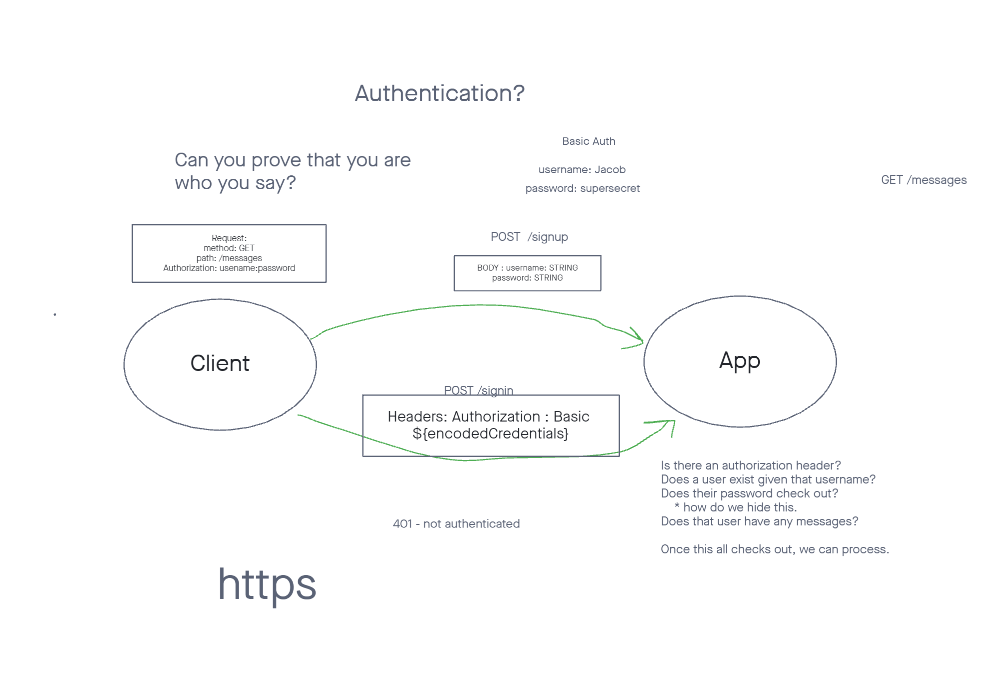 Authentication?
Basic Auth
Can you prove that you are
who you say?
username: Jacob
password: supersecret
GET /messages
Request:
method: GET
path: /messages
Authorization: usename:password
POST  /signup
BODY : username: STRING
password: STRING
Client
App
POST /signin
Headers: Authorization : Basic
${encodedCredentials}
Is there an authorization header?
Does a user exist given that username?
Does their password check out?
* how do we hide this.
Does that user have any messages?
Once this all checks out, we can process.
401 - not authenticated
https